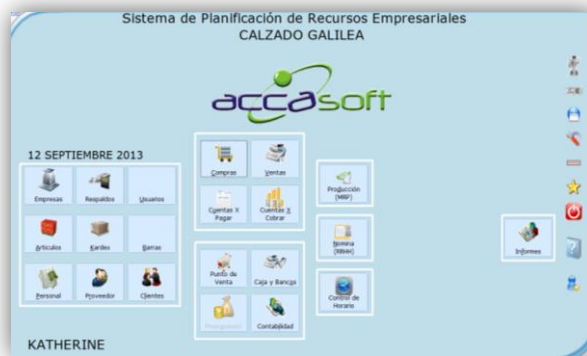 Sistema de Planificación de Recursos Empresariales
CALZADO GALILEA
accasoft
12 SEPTIEMBRE 2013
Empresas Respaldos Usuarios
Artículos Kardex Barras
Personal Proveedor Clientes
Compras Ventas
Cuentas X Pagar
Cuentas X Cobrar
Punto de Venta
Caja y Bancos
Contabilidad
Producción (MRP)
Nomina (RRHH)
Control de Horario
Informes
KATHERINE